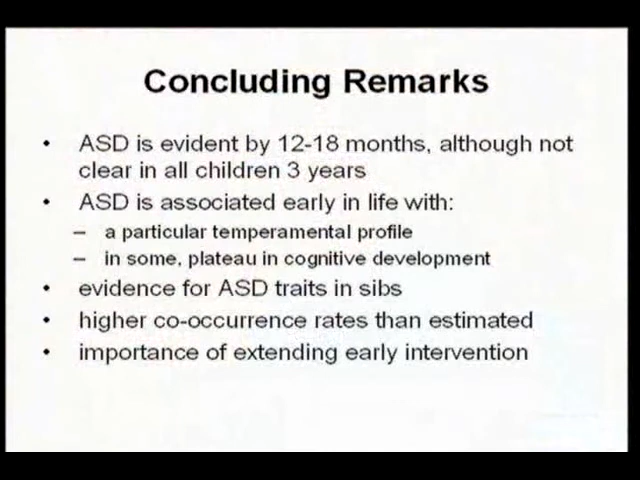 Concluding Remarks
• ASD is evident by 12-18 months, although not
clear in all children 3 years
• ASD is associated early in life with:
– a particular temperamental profile
– in some, plateau in cognitive development
• evidence for ASD traits in sibs
• higher co-occurrence rates than estimated
• importance of extending early intervention